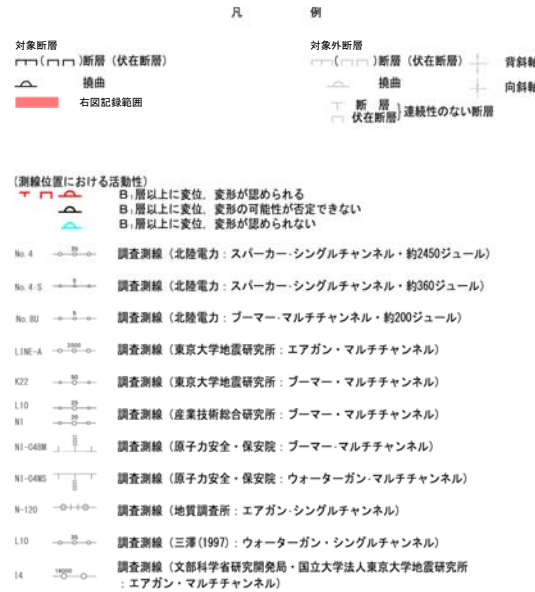 凡 例
対象断層
( )断層 (伏在断層)
撓曲
右図記録範囲
対象外断層
( )断層 (伏在断層)
撓曲
断 層
伏在断層}連続性のない断層
背斜軸
向斜軸
(測線位置における活動性)
B₁層以上に変位, 変形が認められる
B₁層以上に変位, 変形の可能性が否定できない
B₁層以上に変位, 変形が認められない
No.4 35 調査測線 (北陸電力:スパーカー・シングルチャンネル・約2450ジュール)
No.4-S 5 調査測線 (北陸電力:スパーカー・シングルチャンネル・約360ジュール)
No.8U 5 調査測線 (北陸電力:ブーマー・マルチチャンネル・約200ジュール)
LINE-A 2000 調査測線 (東京大学地震研究所:エアガン・マルチチャンネル)
K22 50 調査測線 (東京大学地震研究所:ブーマー・マルチチャンネル)
L10 25
調査測線 (産業技術総合研究所:ブーマー・マルチチャンネル)
N1 20
NI-04BM 調査測線 (原子力安全・保安院:ブーマー・マルチチャンネル)
NI-04WS 調査測線 (原子力安全・保安院:ウォーターガン・マルチチャンネル)
N-120 調査測線 (地質調査所:エアガン・シングルチャンネル)
L10 35 調査測線 (三澤(1997):ウォーターガン・シングルチャンネル)
I4 16000 調査測線 (文部科学省研究開発局・国立大学法人東京大学地震研究所
:エアガン・マルチチャンネル)